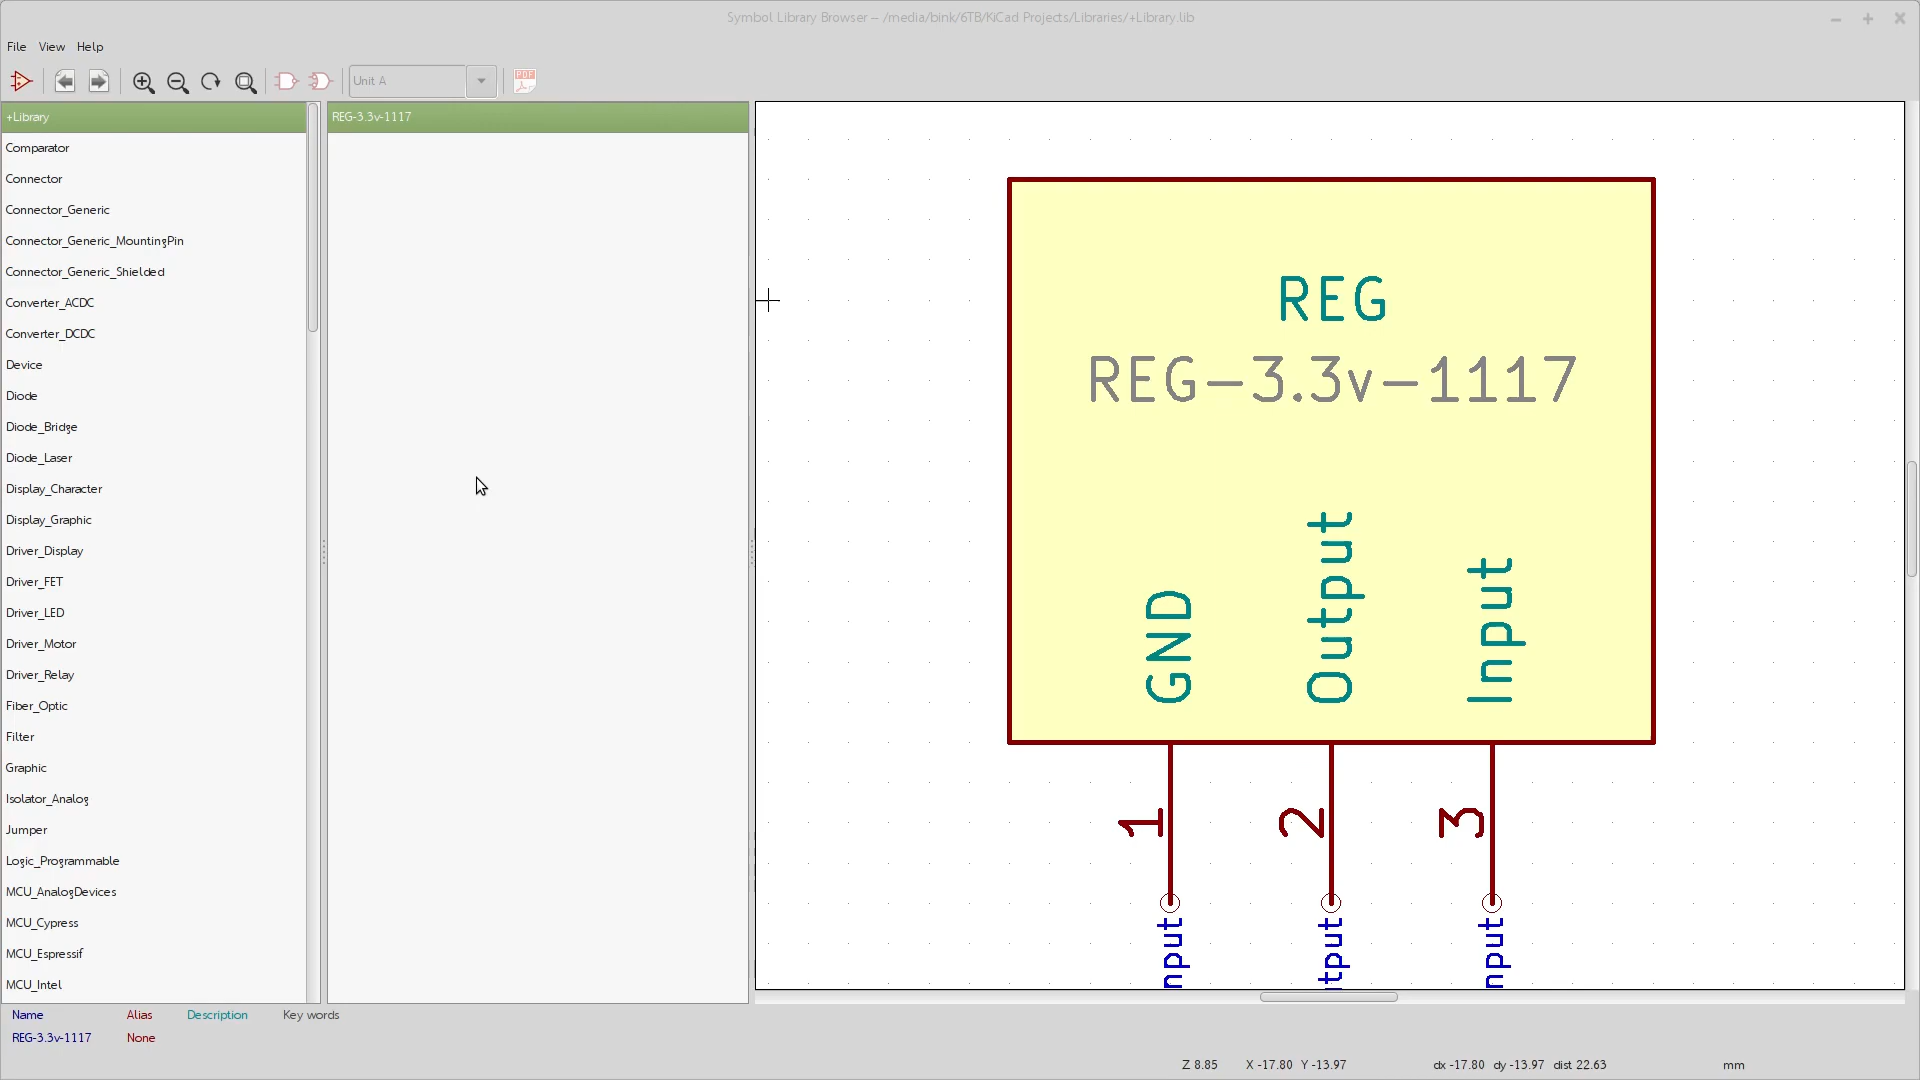 Symbol Library Browser – /media/bink/6TB/KiCad Projects/Libraries/+Library.lib
File View Help
Unit A
PDF
+Library
Comparator
Connector
Connector_Generic
Connector_Generic_MountingPin
Connector_Generic_Shielded
Converter_ACDC
Converter_DCDC
Device
Diode
Diode_Bridge
Diode_Laser
Display_Character
Display_Graphic
Driver_Display
Driver_FET
Driver_LED
Driver_Motor
Driver_Relay
Fiber_Optic
Filter
Graphic
Isolator_Analog
Jumper
Logic_Programmable
MCU_AnalogDevices
MCU_Cypress
MCU_Espressif
MCU_Intel
REG-3.3v-1117
REG
REG-3.3v-1117
GND
Output
Input
1
2
3
nput
tput
nput
Name Alias Description Key words
REG-3.3v-1117 None
Z 8.85 X -17.80 Y -13.97 dx -17.80 dy -13.97 dist 22.63 mm